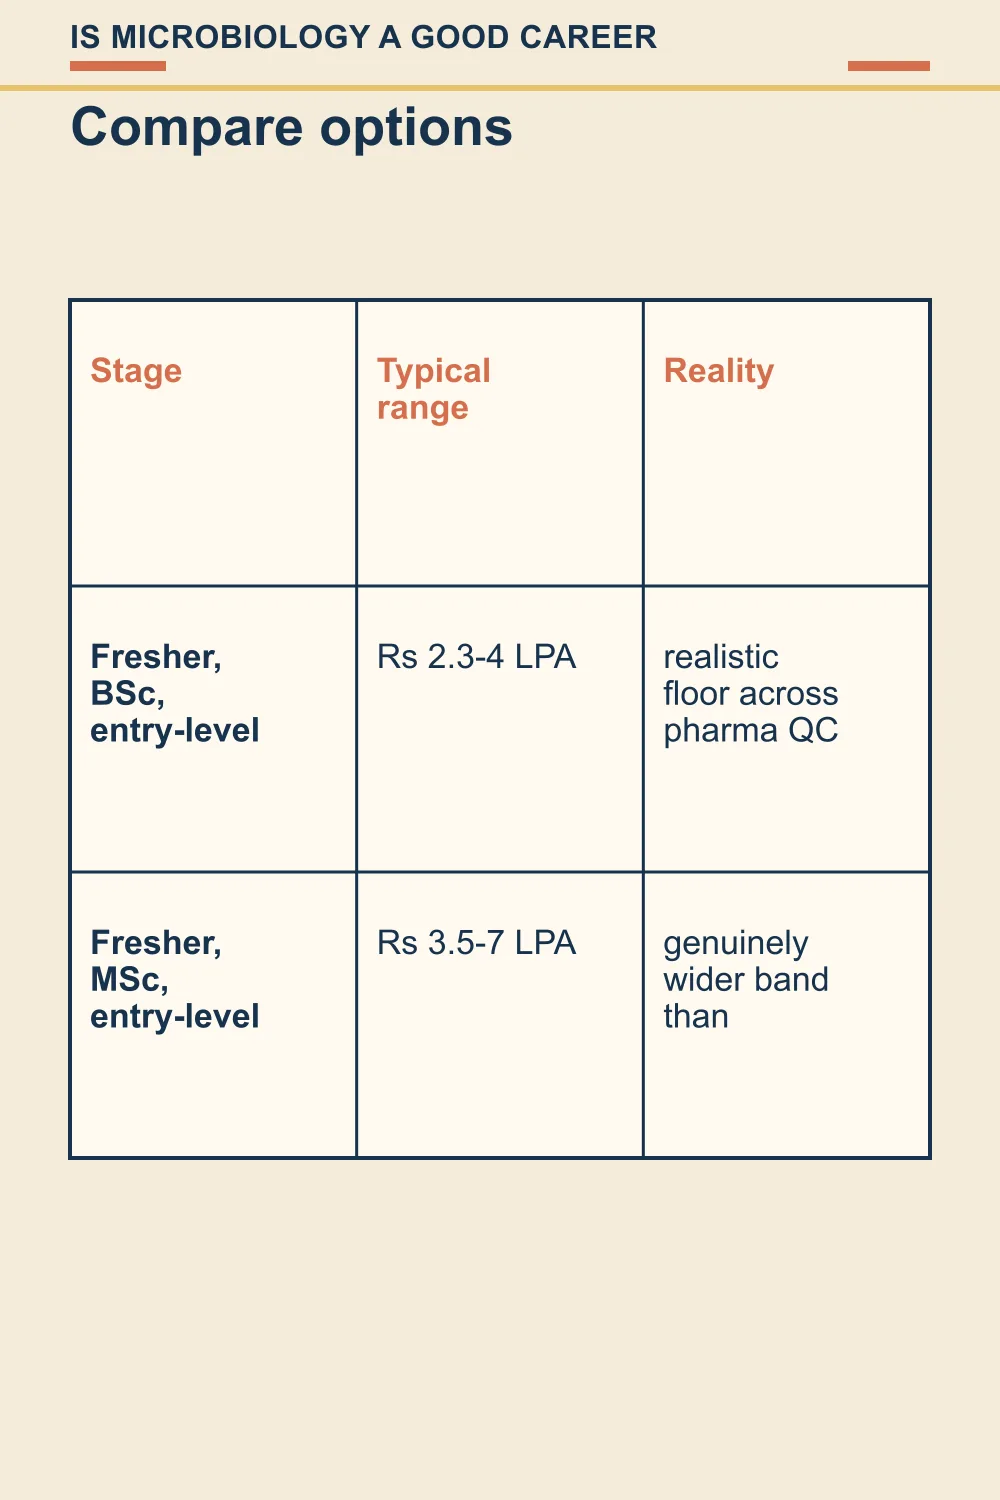 IS MICROBIOLOGY A GOOD CAREER
Compare options
Stage
Typical
range
Reality
Fresher,
BSc,
entry-level
Rs 2.3-4 LPA
realistic
floor across
pharma QC
Fresher,
MSc,
entry-level
Rs 3.5-7 LPA
genuinely
wider band
than